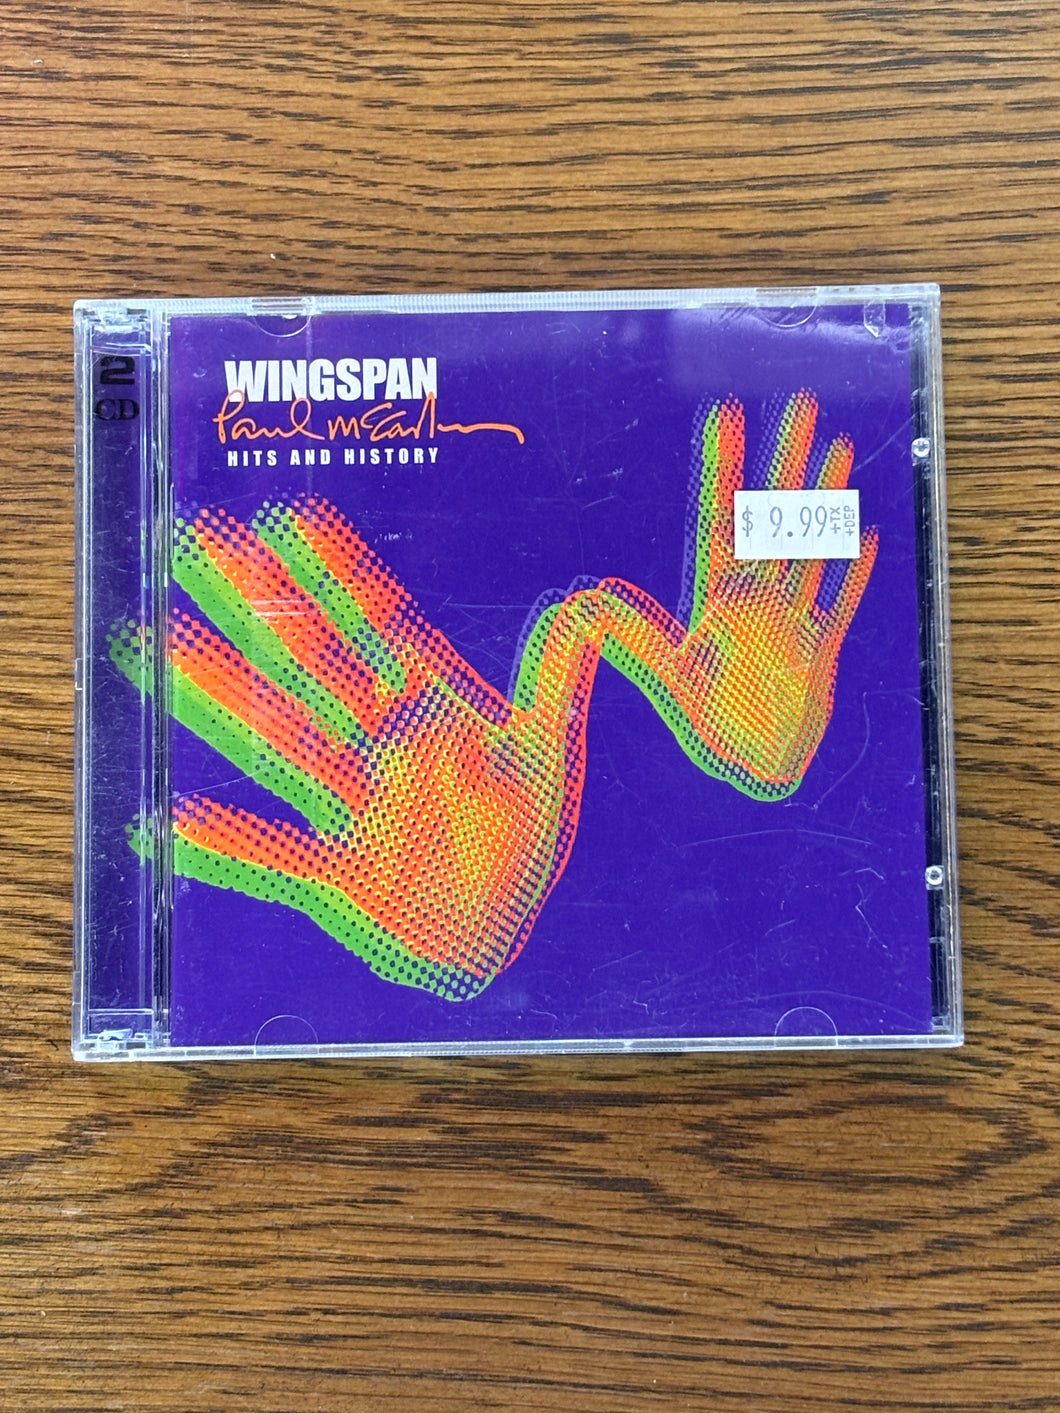 2
CD
WINGSPAN
Paul McCartney
HITS AND HISTORY
$ 9.99 +TX
+DEP